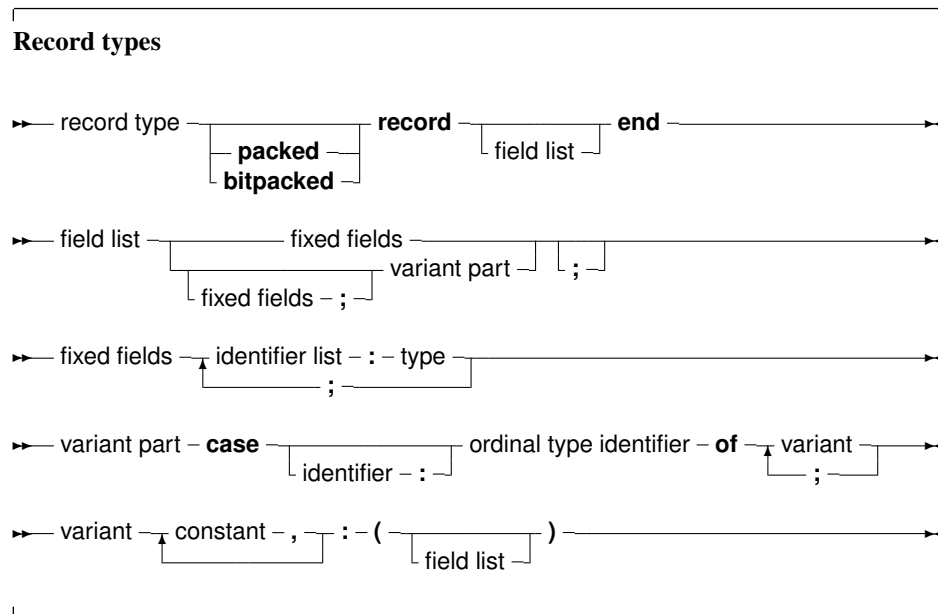 Record types
record type record end
packed field list
bitpacked
field list fixed fields
variant part ;
fixed fields ;
fixed fields identifier list : type
;
variant part case ordinal type identifier of variant
identifier : ;
variant constant , : ( )
field list